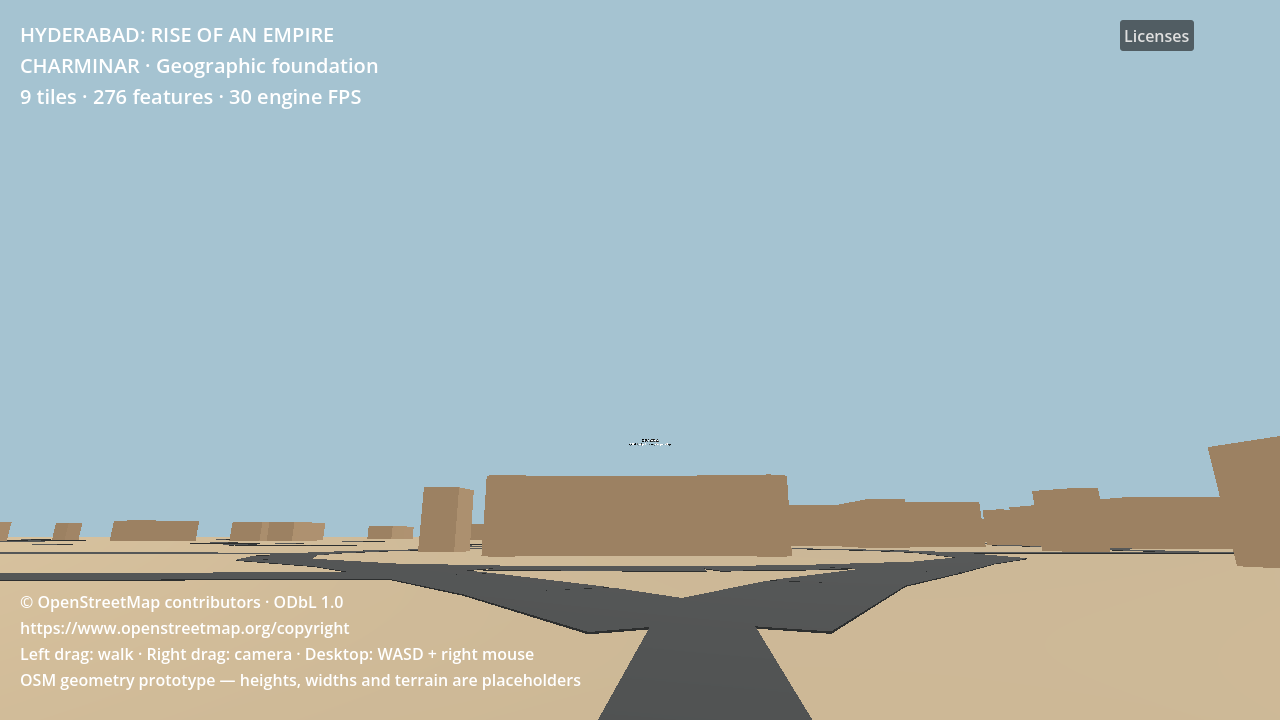 HYDERABAD: RISE OF AN EMPIRE
CHARMINAR · Geographic foundation
9 tiles · 276 features · 30 engine FPS
Licenses
© OpenStreetMap contributors · ODbL 1.0
https://www.openstreetmap.org/copyright
Left drag: walk · Right drag: camera · Desktop: WASD + right mouse
OSM geometry prototype — heights, widths and terrain are placeholders